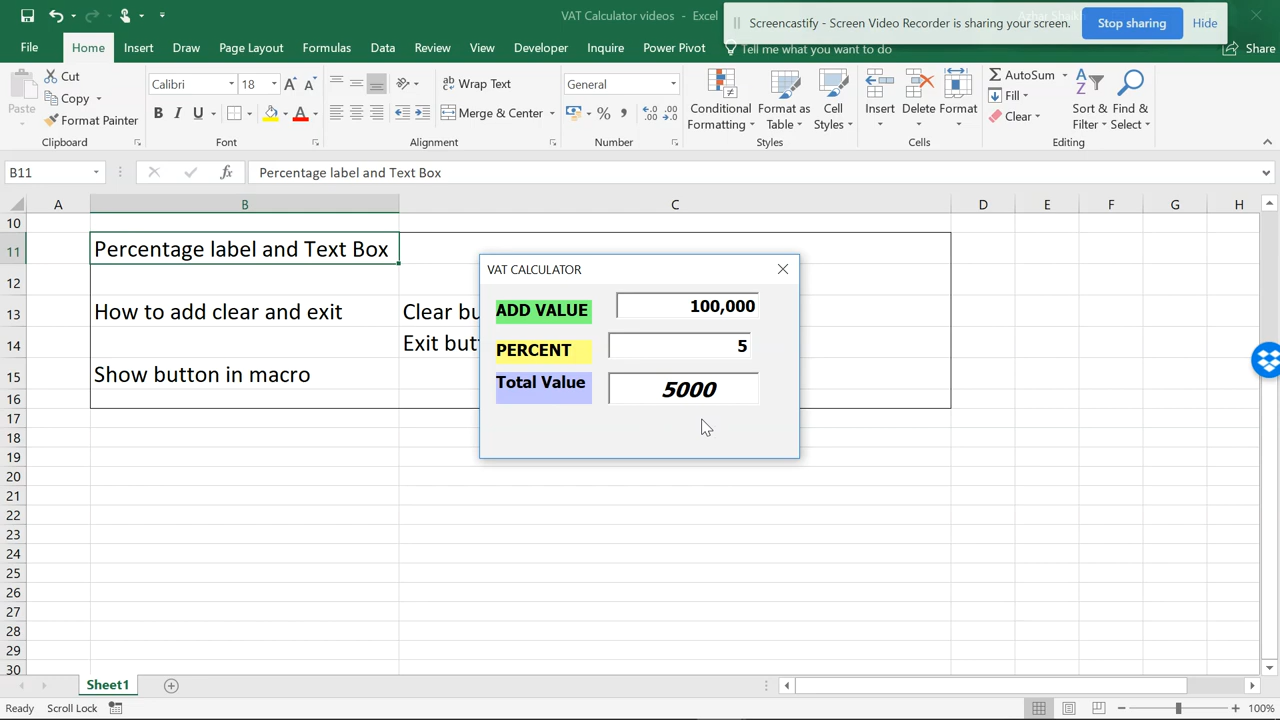 VAT Calculator videos - Excel
Screencastify - Screen Video Recorder is sharing your screen.
Stop sharing
Hide
File
Home
Insert
Draw
Page Layout
Formulas
Data
Review
View
Developer
Inquire
Power Pivot
Tell me what you want to do
Share
Paste
Cut
Copy
Format Painter
Clipboard
Calibri
19
B I U
Font
Wrap Text
Merge & Center
Alignment
General
%
Number
Conditional
Formatting
Format as
Table
Cell
Styles
Styles
Insert
Delete
Format
Cells
AutoSum
Fill
Clear
Sort &
Filter
Find &
Select
Editing
B11
fx
Percentage label and Text Box
A B C D E F G H
10
11 Percentage label and Text Box
12
13 How to add clear and exit Clear bu
14 Exit butt
15 Show button in macro
16
17
18
19
20
21
22
23
24
25
26
27
28
29
30
VAT CALCULATOR
ADD VALUE 100,000
PERCENT 5
Total Value 5000
Sheet1
Ready
Scroll Lock
100%